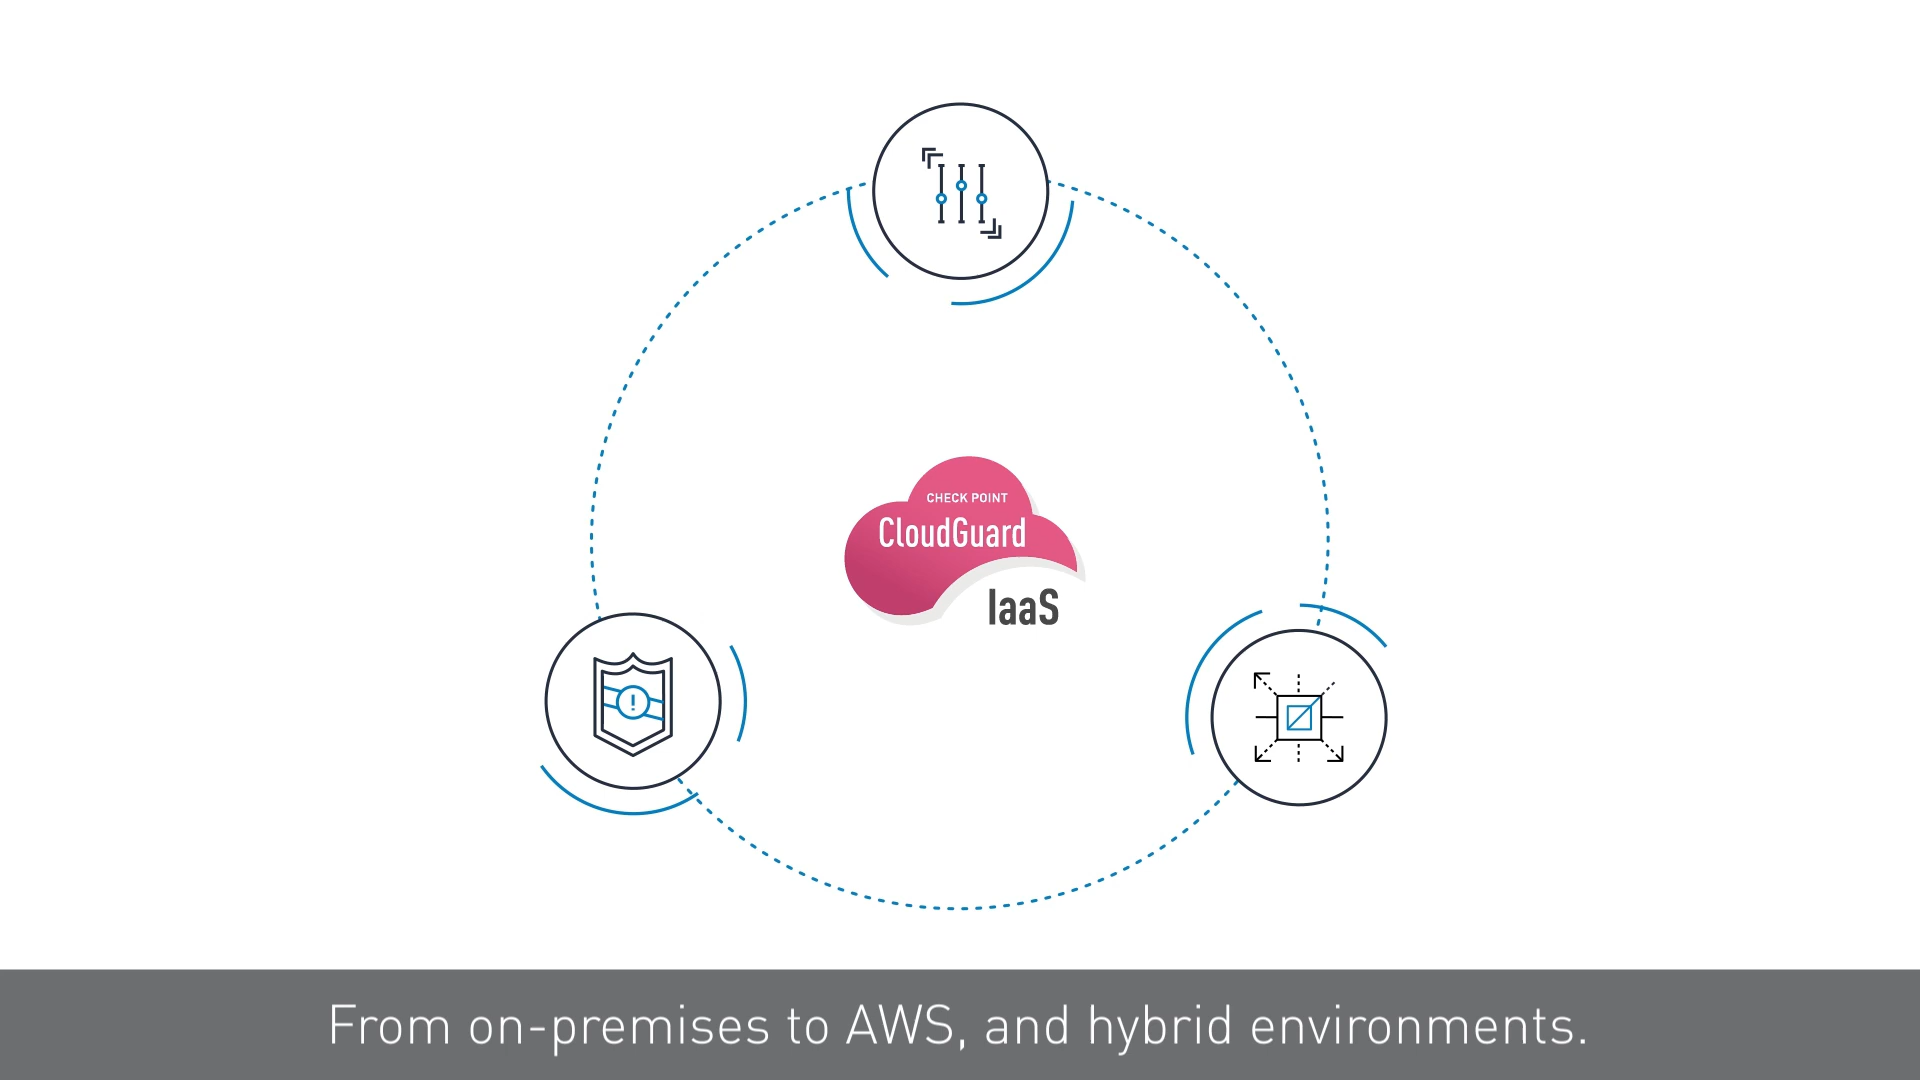 CHECK POINT
CloudGuard
IaaS
!
From on-premises to AWS, and hybrid environments.